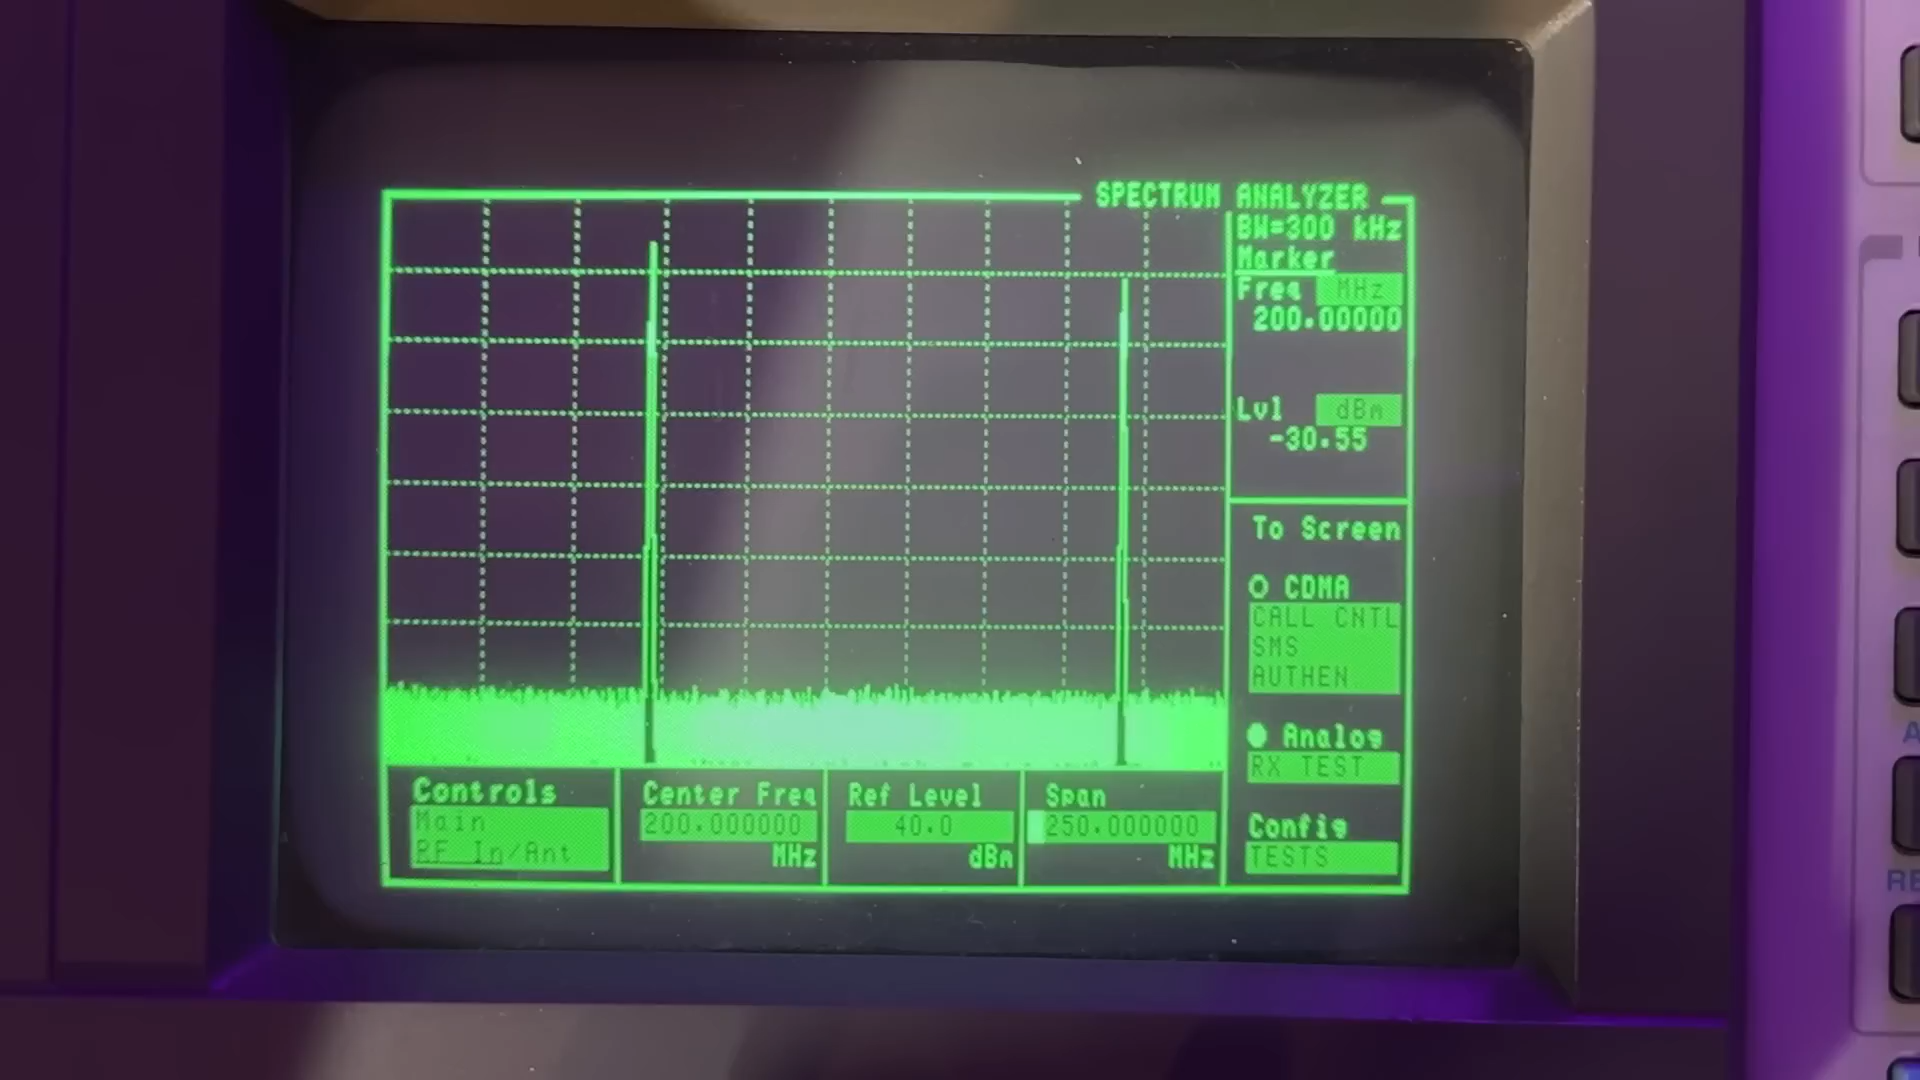 SPECTRUM ANALYZER
BW=300 kHz
Marker
Freq MHz
200.00000
Lvl dBm
-30.55
To Screen
CDMA
CALL CNTL
SMS
AUTHEN
Analog
RX TEST
Config
TESTS
Controls
Main
RF In/Ant
Center Freq
200.000000
MHz
Ref Level
40.0
dBm
Span
250.000000
MHz